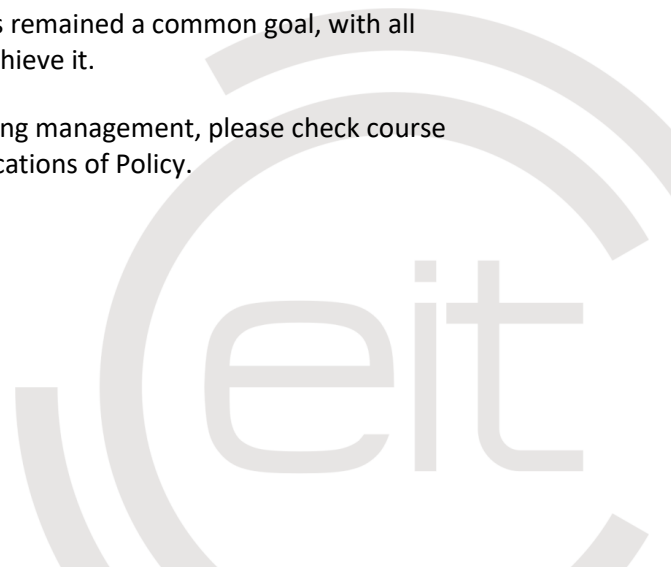 s remained a common goal, with all
hieve it.
ng management, please check course
cations of Policy.
eit